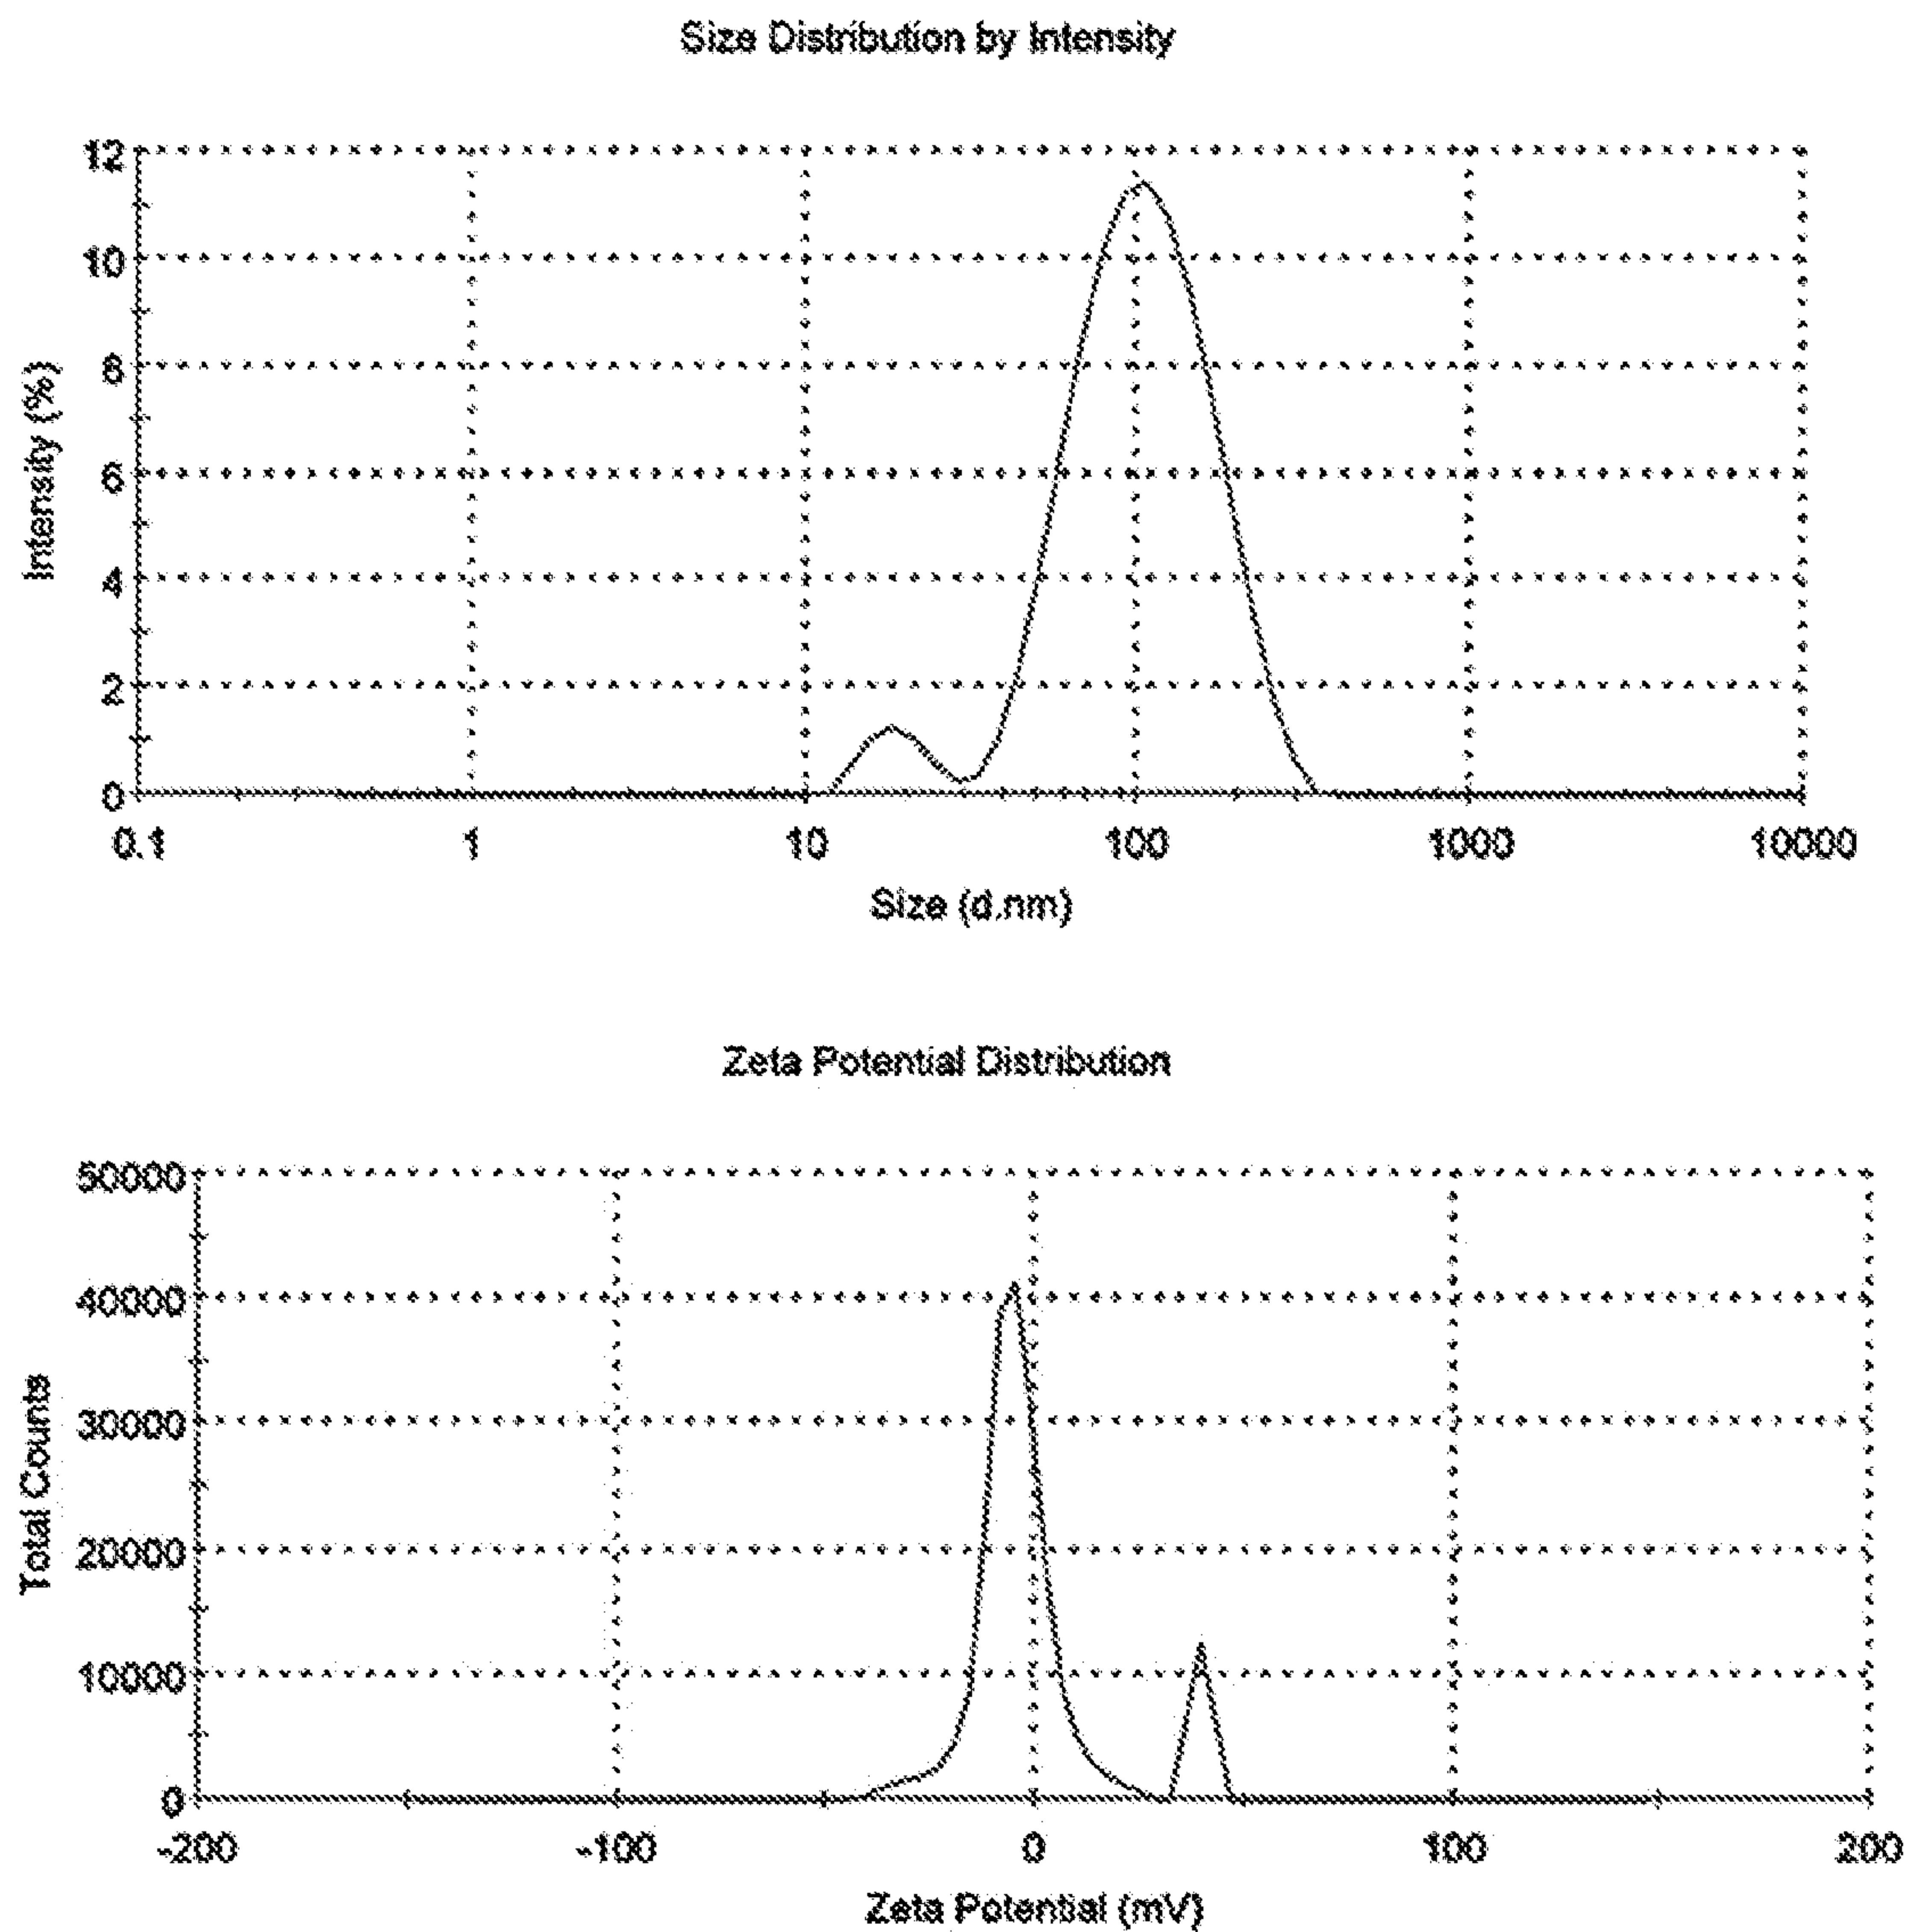 Size Distribution by Intensity
12
10
8
6
4
2
0
Intensity (%)
0.1 1 10 100 1000 10000
Size (d.nm)
Zeta Potential Distribution
50000
40000
30000
20000
10000
0
Total Counts
-200 -100 0 100 200
Zeta Potential (mV)